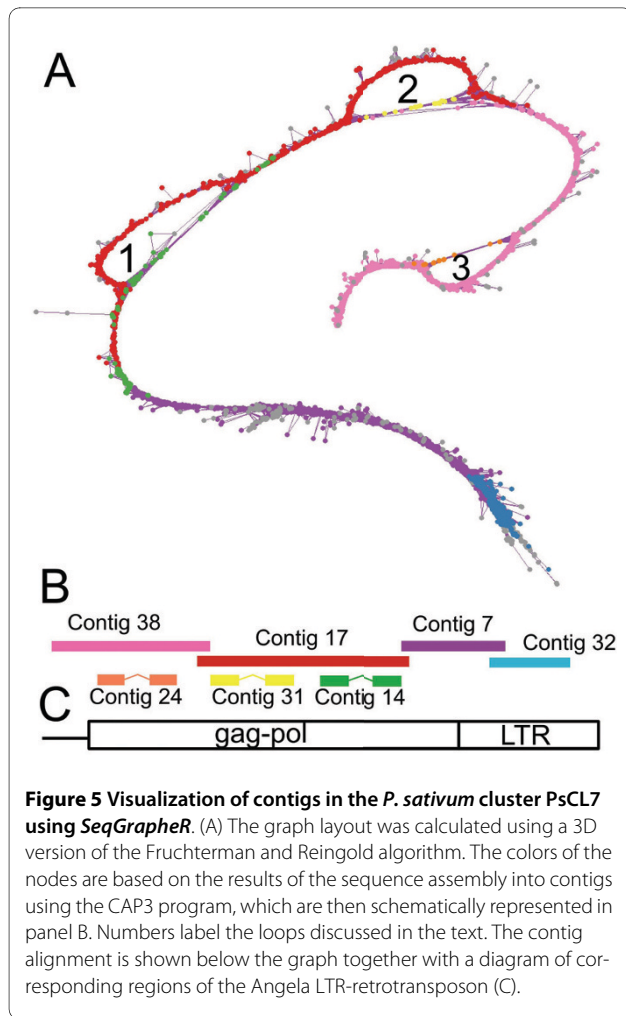 A
2
1
3
B
Contig 38
Contig 17
Contig 7
Contig 32
Contig 24
Contig 31
Contig 14
C
gag-pol
LTR
Figure 5 Visualization of contigs in the P. sativum cluster PsCL7
using SeqGrapheR. (A) The graph layout was calculated using a 3D
version of the Fruchterman and Reingold algorithm. The colors of the
nodes are based on the results of the sequence assembly into contigs
using the CAP3 program, which are then schematically represented in
panel B. Numbers label the loops discussed in the text. The contig
alignment is shown below the graph together with a diagram of cor-
responding regions of the Angela LTR-retrotransposon (C).